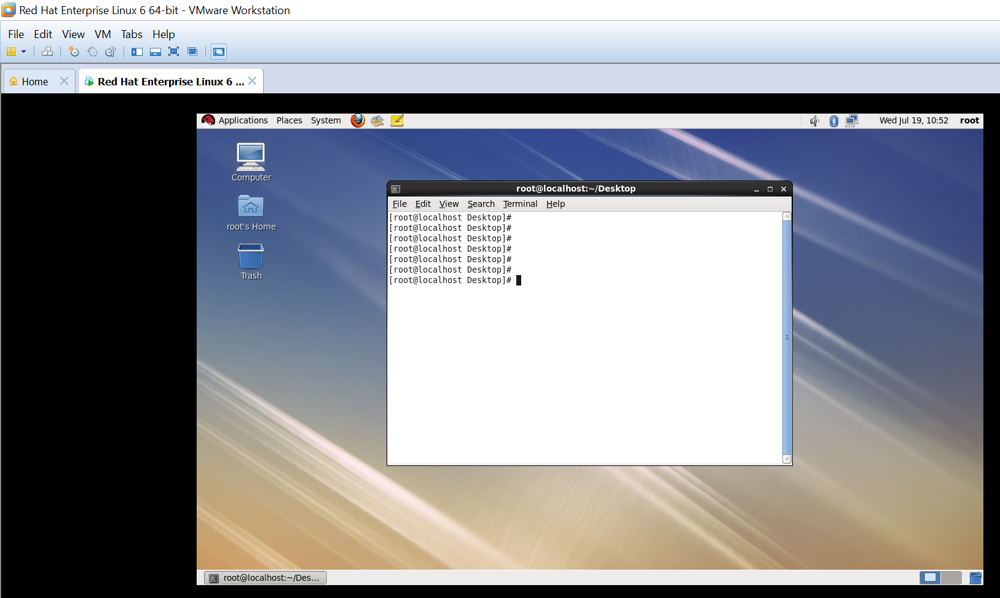 Red Hat Enterprise Linux 6 64-bit - VMware Workstation
File Edit View VM Tabs Help
Home Red Hat Enterprise Linux 6 ...
Applications Places System Wed Jul 19, 10:52 root
Computer
root's Home
Trash
root@localhost:~/Desktop
File Edit View Search Terminal Help
[root@localhost Desktop]#
[root@localhost Desktop]#
[root@localhost Desktop]#
[root@localhost Desktop]#
[root@localhost Desktop]#
[root@localhost Desktop]#
[root@localhost Desktop]#
root@localhost:~/Des...